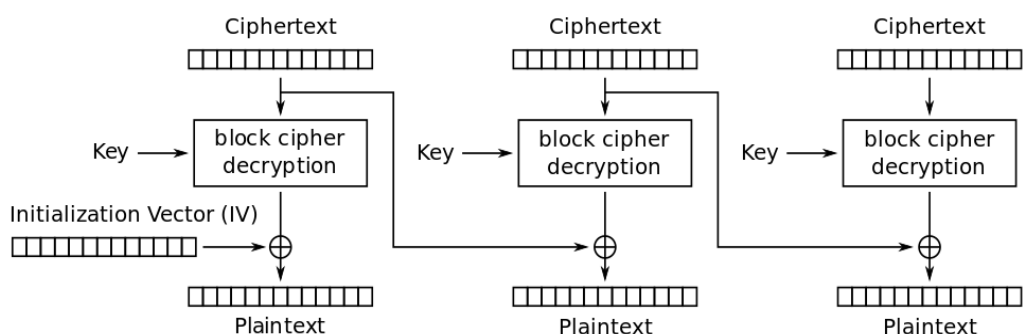 Ciphertext
Ciphertext
Ciphertext
Key
block cipher
decryption
Key
block cipher
decryption
Key
block cipher
decryption
Initialization Vector (IV)
Plaintext
Plaintext
Plaintext